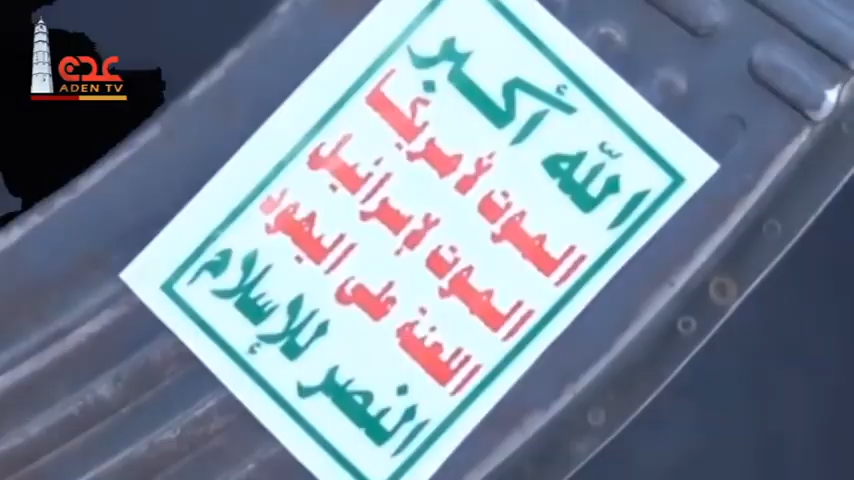 عدن
ADEN TV
الله أكبر
الموت لأمريكا
الموت لإسرائيل
اللعنة على اليهود
النصر للإسلام